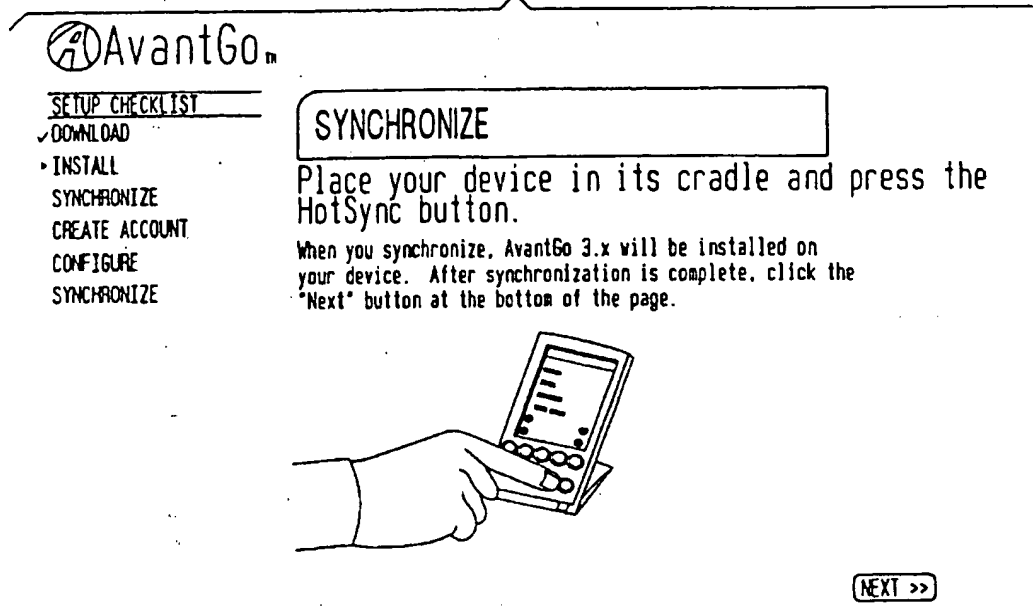 AvantGo™
SETUP CHECKLIST
✓DOWNLOAD
▸INSTALL
SYNCHRONIZE
CREATE ACCOUNT
CONFIGURE
SYNCHRONIZE
SYNCHRONIZE
Place your device in its cradle and press the
HotSync button.
When you synchronize, AvantGo 3.x will be installed on
your device. After synchronization is complete, click the
"Next" button at the bottom of the page.
NEXT >>